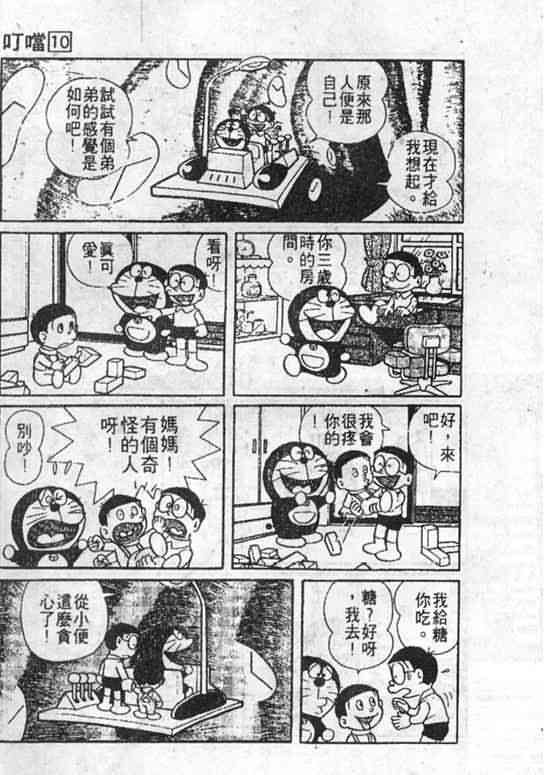 叮噹10
現在才給
我想起。
原來那
人便是
自己！
試試有個弟
弟的感覺是
如何吧！
你三歲
時的房
間。
看呀！
眞可
愛！
好，來
吧！
我會
很疼
你的
！
媽媽！
有個奇
怪的人
呀！
別吵！
我給糖
你吃。
糖？好呀
，我去！
從小便
這麼貪
心了！